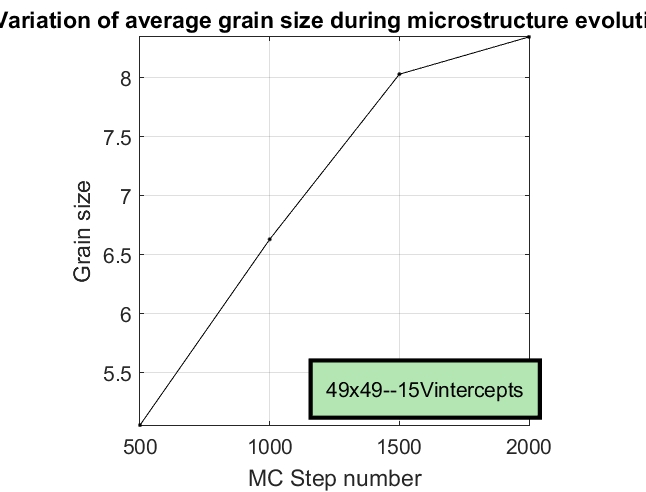 Variation of average grain size during microstructure evoluti
8
7.5
7
6.5
6
5.5
Grain size
49x49--15Vintercepts
500 1000 1500 2000
MC Step number